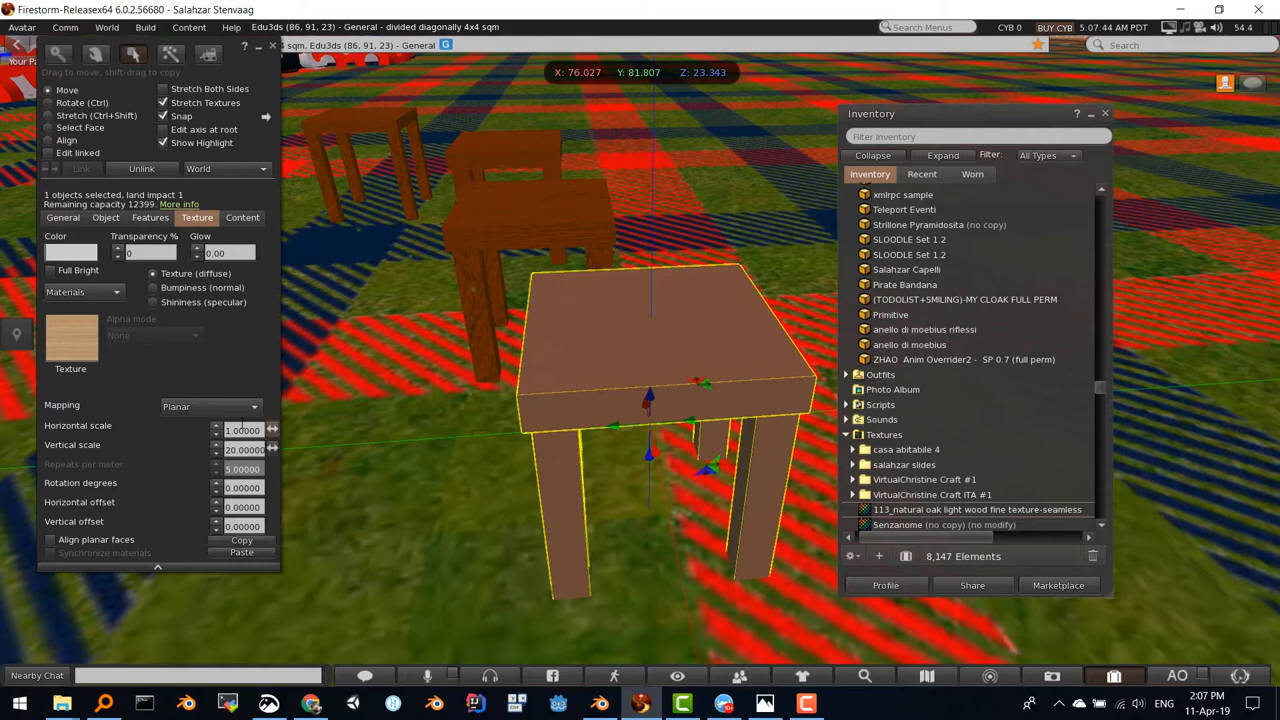 Firestorm-Releasex64 6.0.2.56680 - Salahzar Stenvaag
Avatar Comm World Build Content Help Edu3ds (86, 91, 23) - General - divided diagonally 4x4 sqm Search Menus CYB 0 BUY CYB 5:07:44 AM PDT 54.4
sqm, Edu3ds (86, 91, 23) - General Search
Your Pa
Drag to move, shift-drag to copy
X: 76.027 Y: 81.807 Z: 23.343
Move
Rotate (Ctrl)
Stretch (Ctrl+Shift)
Select Face
Align
Edit linked
Stretch Both Sides
Stretch Textures
Snap
Edit axis at root
Show Highlight
Link Unlink World
1 objects selected, land impact 1
Remaining capacity 12399. More info
General Object Features Texture Content
Color Transparency % Glow
0 0.00
Full Bright
Texture (diffuse)
Materials Bumpiness (normal)
Shininess (specular)
Alpha mode
None
Texture
Mapping Planar
Horizontal scale 1.00000
Vertical scale 20.00000
Repeats per meter 5.00000
Rotation degrees 0.00000
Horizontal offset 0.00000
Vertical offset 0.00000
Align planar faces Copy
Synchronize materials Paste
Inventory
Filter Inventory
Collapse Expand Filter: All Types
Inventory Recent Worn
xmlrpc sample
Teleport Eventi
Strillone Pyramidosita (no copy)
SLOODLE Set 1.2
SLOODLE Set 1.2
Salahzar Capelli
Pirate Bandana
(TODOLIST+SMILING)-MY CLOAK FULL PERM
Primitive
anello di moebius riflessi
anello di moebius
ZHAO Anim Overrider2 - SP 0.7 (full perm)
Outfits
Photo Album
Scripts
Sounds
Textures
casa abitabile 4
salahzar slides
VirtualChristine Craft #1
VirtualChristine Craft ITA #1
113_natural oak light wood fine texture-seamless
Senzanome (no copy) (no modify)
8,147 Elements
Profile Share Marketplace
Nearby Chat AO
ENG 2:07 PM
11-Apr-19